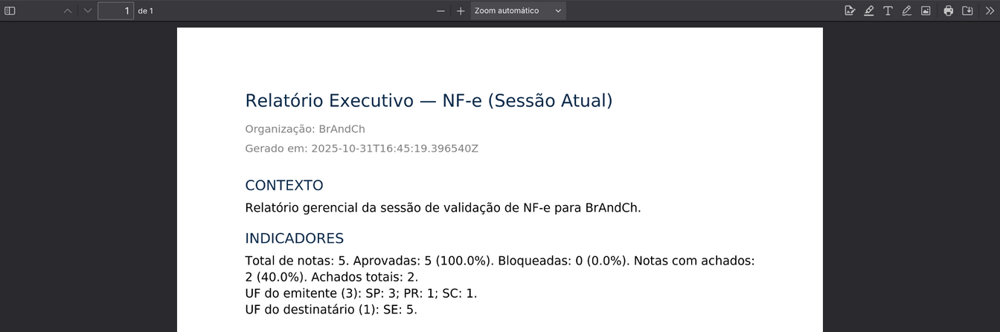 1 de 1 Zoom automático
Relatório Executivo — NF-e (Sessão Atual)
Organização: BrAndCh
Gerado em: 2025-10-31T16:45:19.396540Z
CONTEXTO
Relatório gerencial da sessão de validação de NF-e para BrAndCh.
INDICADORES
Total de notas: 5. Aprovadas: 5 (100.0%). Bloqueadas: 0 (0.0%). Notas com achados:
2 (40.0%). Achados totais: 2.
UF do emitente (3): SP: 3; PR: 1; SC: 1.
UF do destinatário (1): SE: 5.